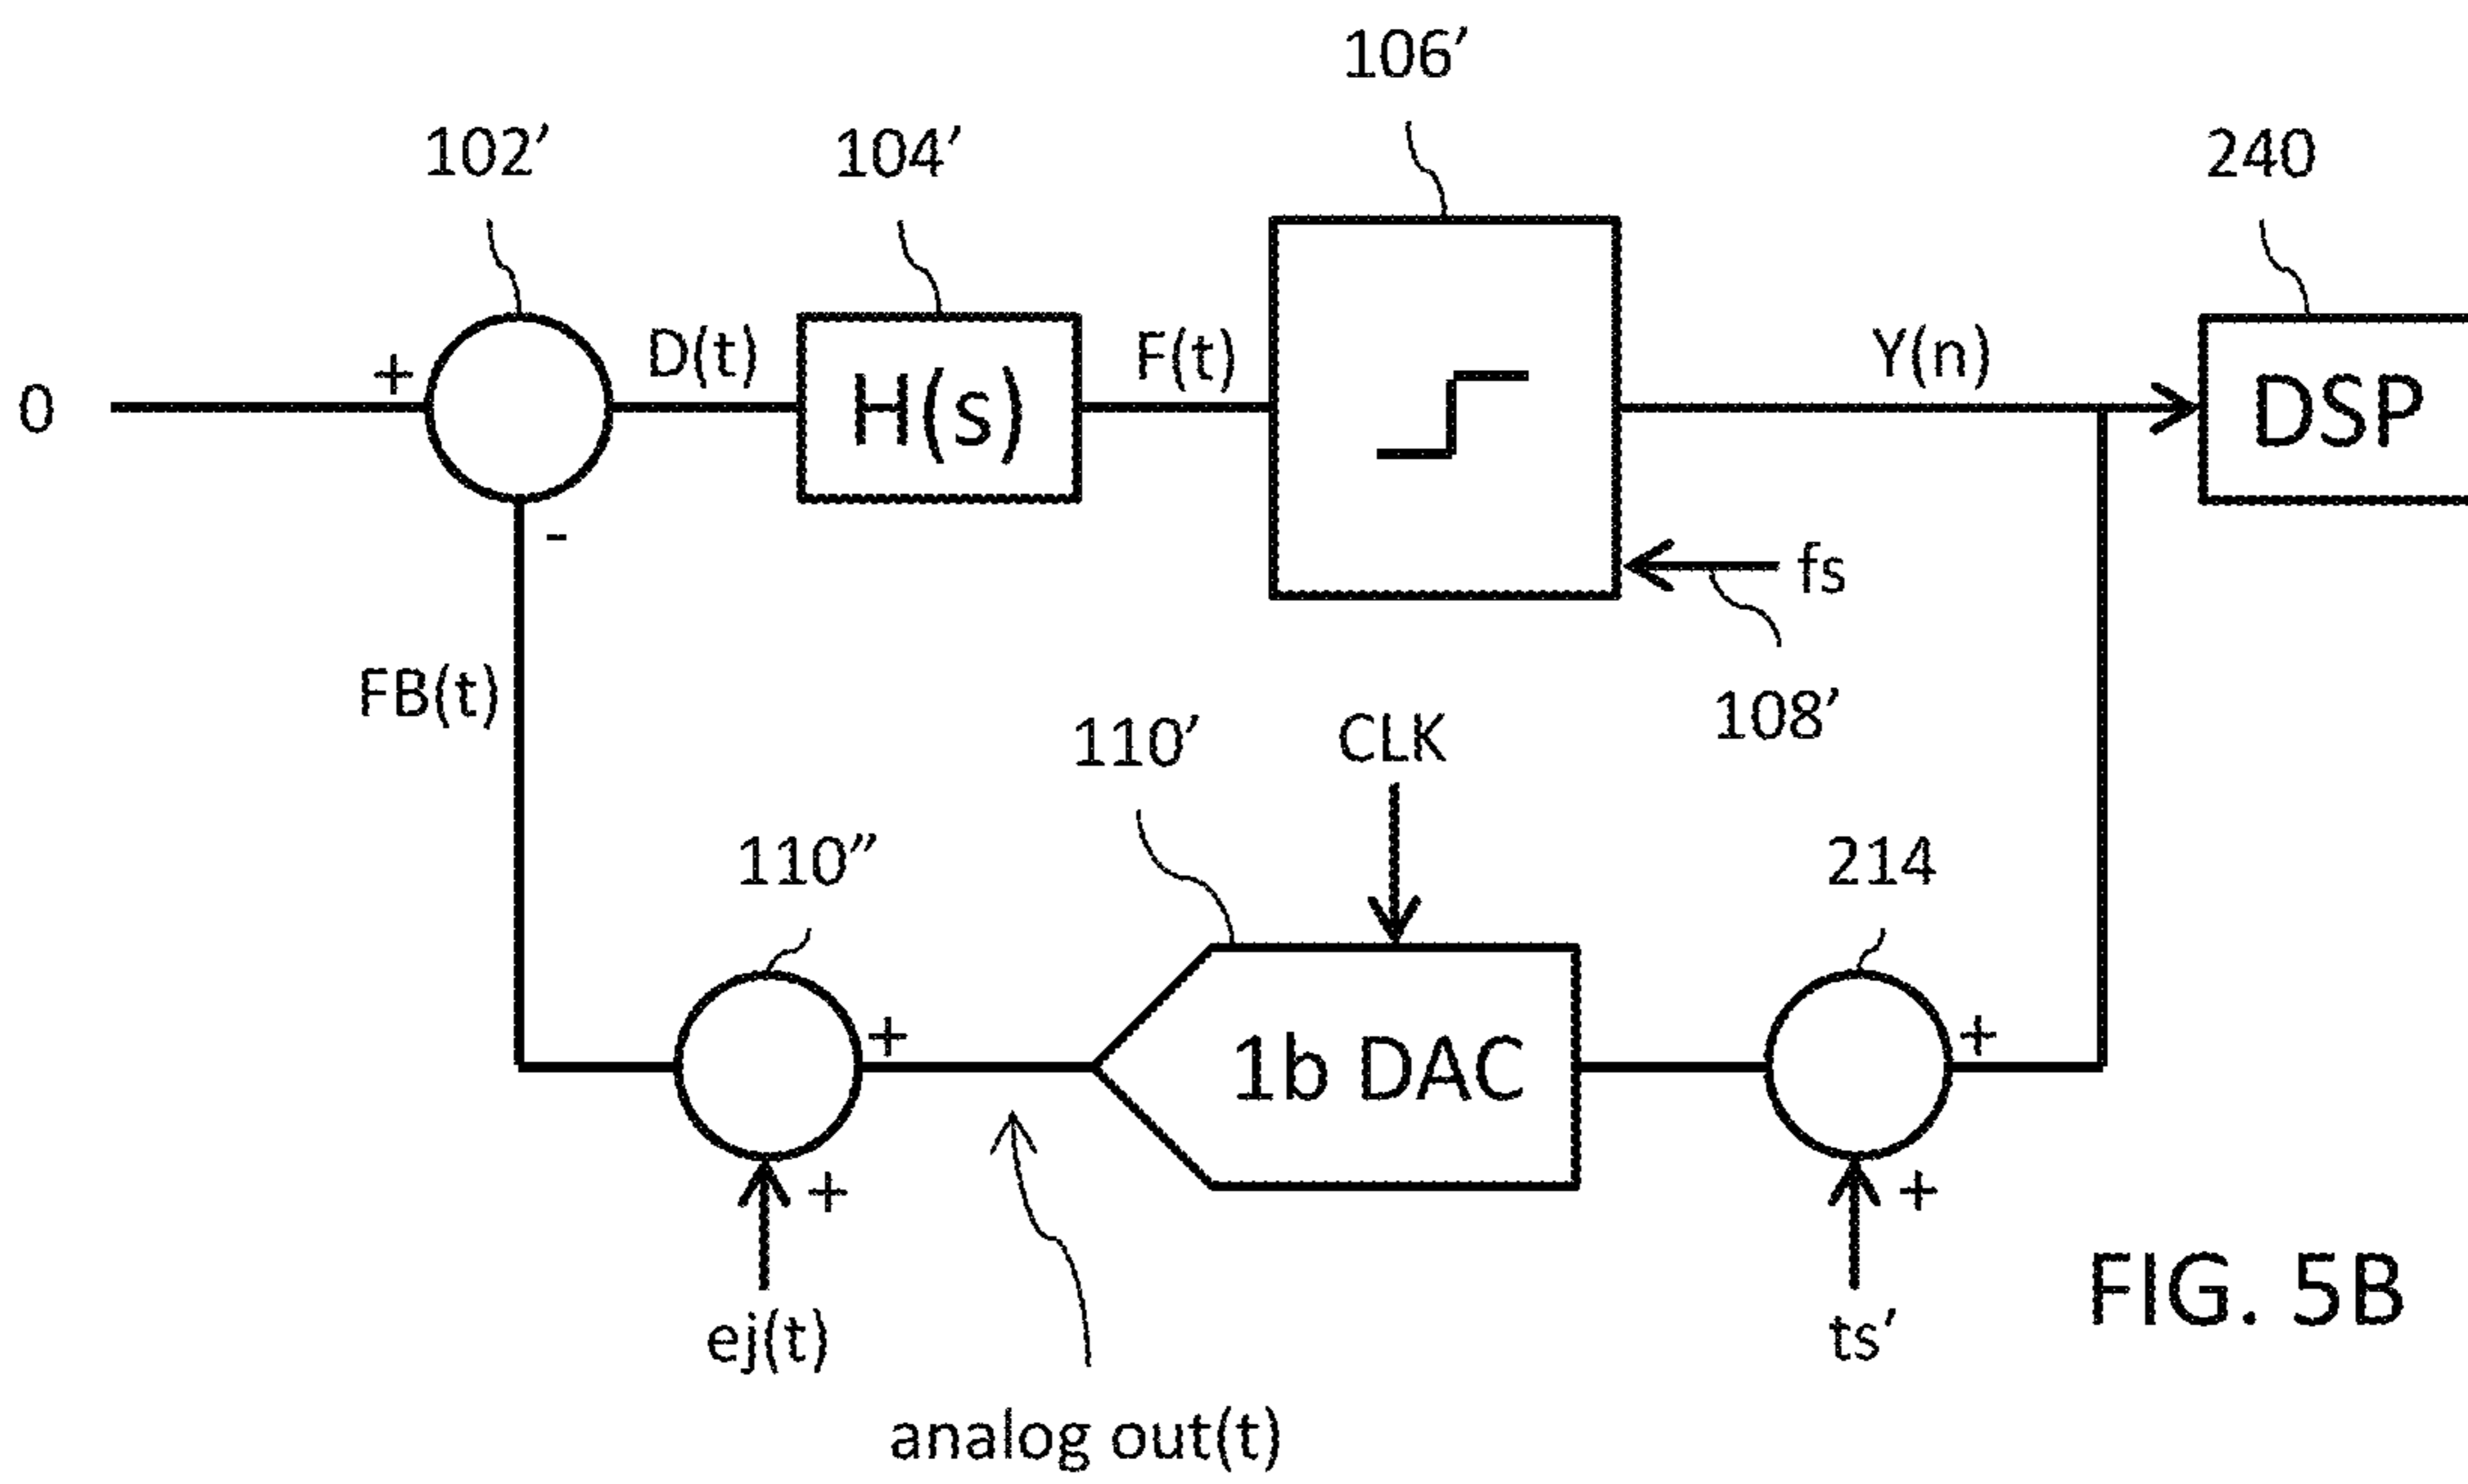 106’
102’
104’
240
D(t)
F(t)
Y(n)
+
0
H(s)
DSP
-
fs
FB(t)
108’
110’
CLK
110”
214
+
+
1b DAC
+
+
ej(t)
ts’
FIG. 5B
analog out(t)